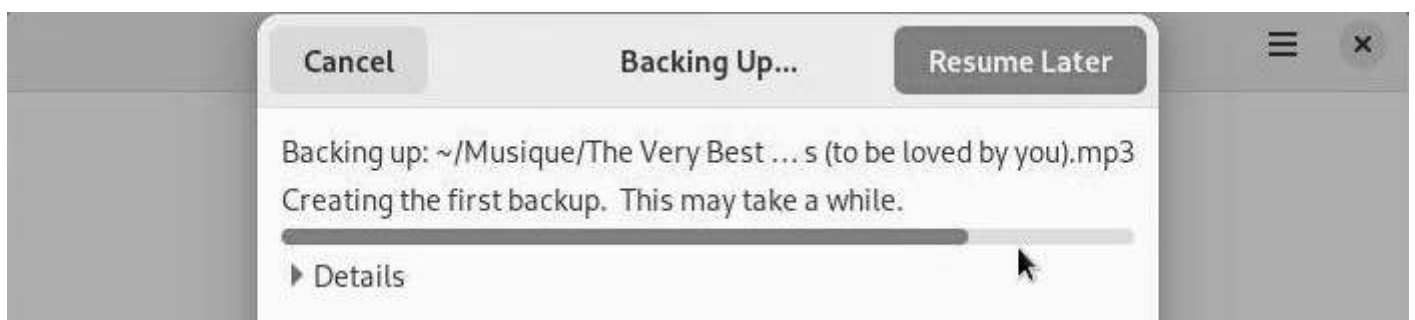 Cancel Backing Up... Resume Later
Backing up: ~/Musique/The Very Best ... s (to be loved by you).mp3
Creating the first backup.  This may take a while.
Details